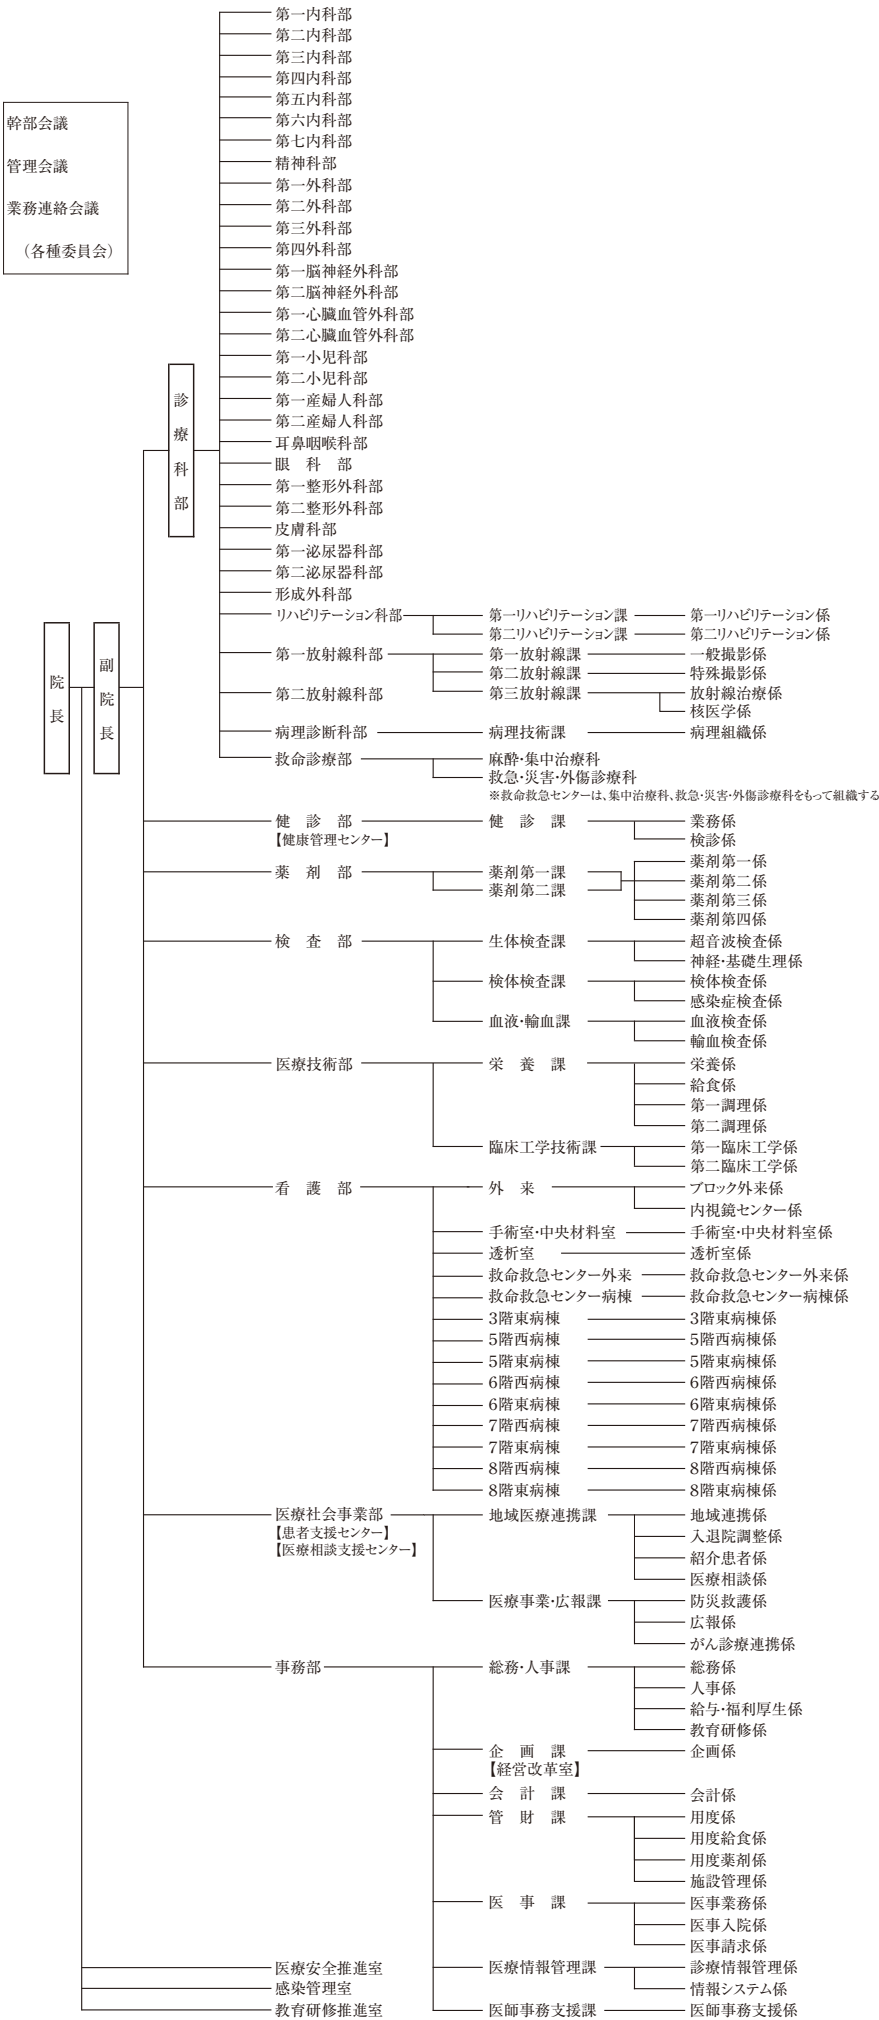 幹部会議
管理会議
業務連絡会議
（各種委員会）
院長
副院長
診療科部
第一内科部
第二内科部
第三内科部
第四内科部
第五内科部
第六内科部
第七内科部
精神科部
第一外科部
第二外科部
第三外科部
第四外科部
第一脳神経外科部
第二脳神経外科部
第一心臓血管外科部
第二心臓血管外科部
第一小児科部
第二小児科部
第一産婦人科部
第二産婦人科部
耳鼻咽喉科部
眼　科　部
第一整形外科部
第二整形外科部
皮膚科部
第一泌尿器科部
第二泌尿器科部
形成外科部
リハビリテーション科部 第一リハビリテーション課 第一リハビリテーション係
第二リハビリテーション課 第二リハビリテーション係
第一放射線科部 第一放射線課 一般撮影係
第二放射線課 特殊撮影係
第二放射線科部 第三放射線課 放射線治療係
核医学係
病理診断科部 病理技術課 病理組織係
救命診療部 麻酔・集中治療科
救急・災害・外傷診療科
※救命救急センターは、集中治療科、救急・災害・外傷診療科をもって組織する
健　診　部 健　診　課 業務係
【健康管理センター】 検診係
薬　剤　部 薬剤第一課 薬剤第一係
薬剤第二課 薬剤第二係
薬剤第三係
薬剤第四係
検　査　部 生体検査課 超音波検査係
神経・基礎生理係
検体検査課 検体検査係
感染症検査係
血液・輸血課 血液検査係
輸血検査係
医療技術部 栄　養　課 栄養係
給食係
第一調理係
第二調理係
臨床工学技術課 第一臨床工学係
第二臨床工学係
看　護　部 外　来 ブロック外来係
内視鏡センター係
手術室・中央材料室 手術室・中央材料室係
透析室 透析室係
救命救急センター外来 救命救急センター外来係
救命救急センター病棟 救命救急センター病棟係
3階東病棟 3階東病棟係
5階西病棟 5階西病棟係
5階東病棟 5階東病棟係
6階西病棟 6階西病棟係
6階東病棟 6階東病棟係
7階西病棟 7階西病棟係
7階東病棟 7階東病棟係
8階西病棟 8階西病棟係
8階東病棟 8階東病棟係
医療社会事業部 地域医療連携課 地域連携係
【患者支援センター】 入退院調整係
【医療相談支援センター】 紹介患者係
医療相談係
医療事業・広報課 防災救護係
広報係
がん診療連携係
事務部 総務・人事課 総務係
人事係
給与・福利厚生係
教育研修係
企　画　課 企画係
【経営改革室】
会　計　課 会計係
管　財　課 用度係
用度給食係
用度薬剤係
施設管理係
医　事　課 医事業務係
医事入院係
医事請求係
医療安全推進室 医療情報管理課 診療情報管理係
感染管理室 情報システム係
教育研修推進室 医師事務支援課 医師事務支援係